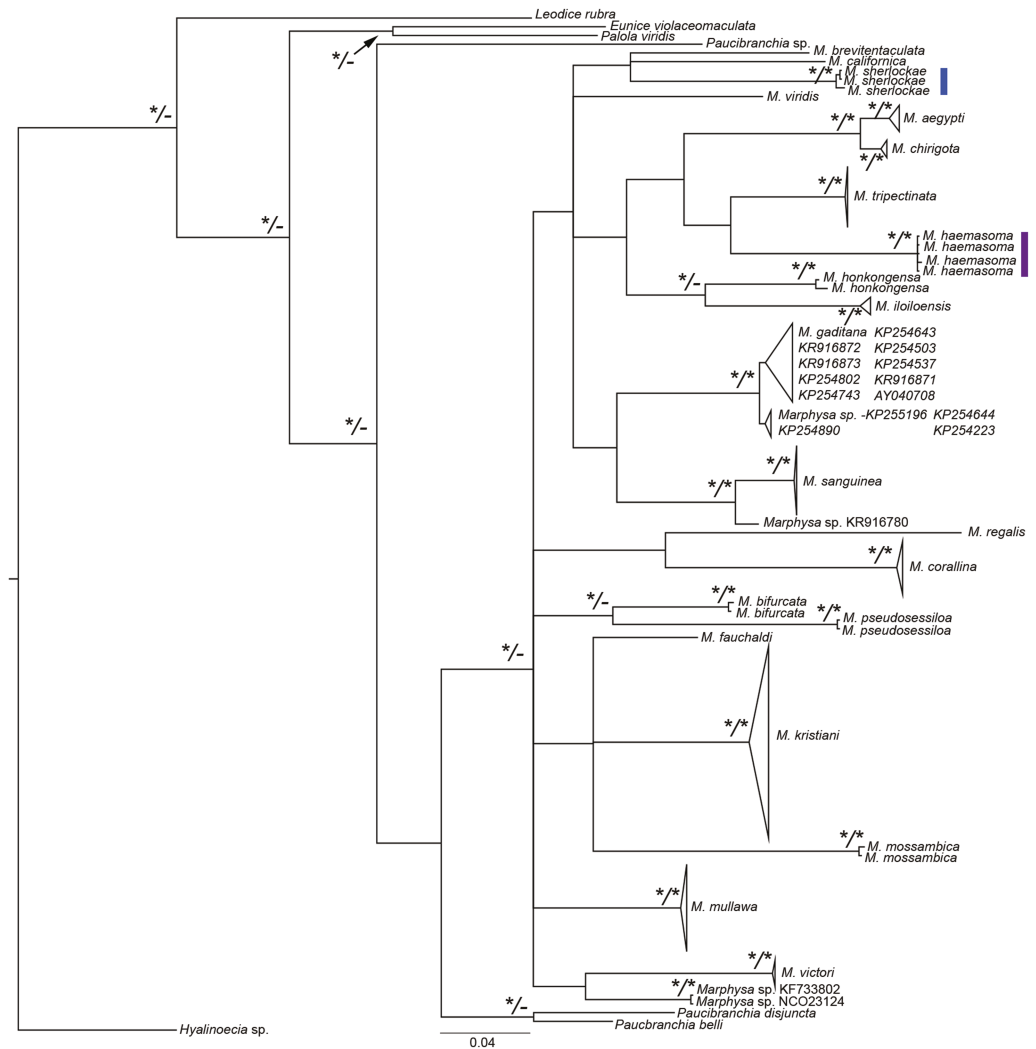 Leodice rubra
Eunice violaceomaculata
Palola viridis
*/-
Paucibranchia sp.
M. brevitentaculata
M. californica
*/*
M. sherlockae
M. sherlockae
M. sherlockae
M. viridis
*/-
*/*
*/*
M. aegypti
M. chirigota
*/*
*/*
M. tripectinata
*/-
*/*
M. haemasoma
M. haemasoma
M. haemasoma
M. haemasoma
*/-
*/*
M. honkongensa
M. honkongensa
M. iloiloensis
*/*
M. gaditana KP254643
KR916872 KP254503
KR916873 KP254537
*/*
KP254802 KR916871
KP254743 AY040708
Marphysa sp. -KP255196 KP254644
KP254890 KP254223
*/-
*/*
M. sanguinea
*/*
Marphysa sp. KR916780
M. regalis
*/*
M. corallina
*/-
*/*
M. bifurcata
M. bifurcata
*/*
M. pseudosessiloa
M. pseudosessiloa
M. fauchaldi
*/-
*/*
M. kristiani
*/*
M. mossambica
M. mossambica
*/*
M. mullawa
*/*
M. victori
*/*
Marphysa sp. KF733802
Marphysa sp. NCO23124
*/-
Paucbranchia disjuncta
Paucbranchia belli
Hyalinoecia sp.
0.04